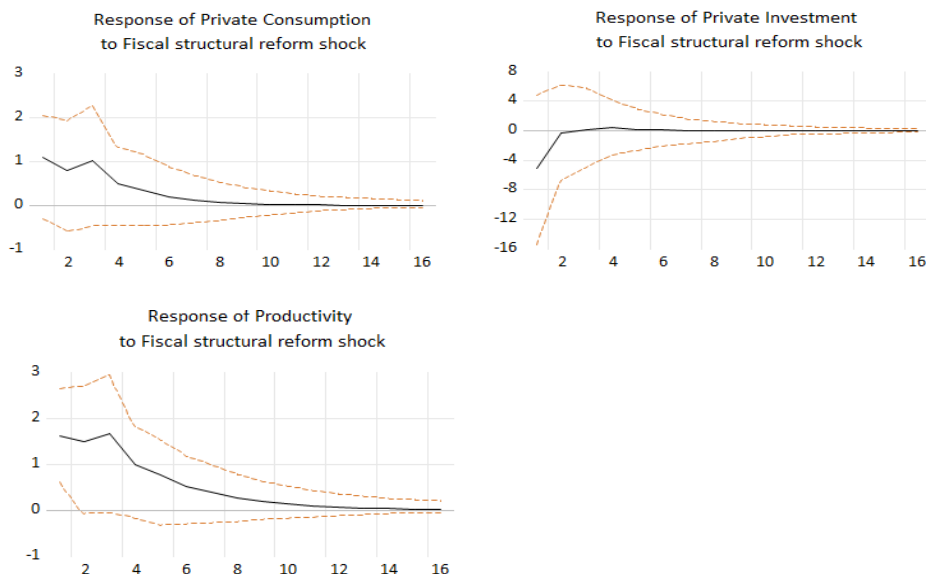 Response of Private Consumption
to Fiscal structural reform shock
3
2
1
0
-1
2 4 6 8 10 12 14 16
Response of Private Investment
to Fiscal structural reform shock
8
4
0
-4
-8
-12
-16
2 4 6 8 10 12 14 16
Response of Productivity
to Fiscal structural reform shock
3
2
1
0
-1
2 4 6 8 10 12 14 16